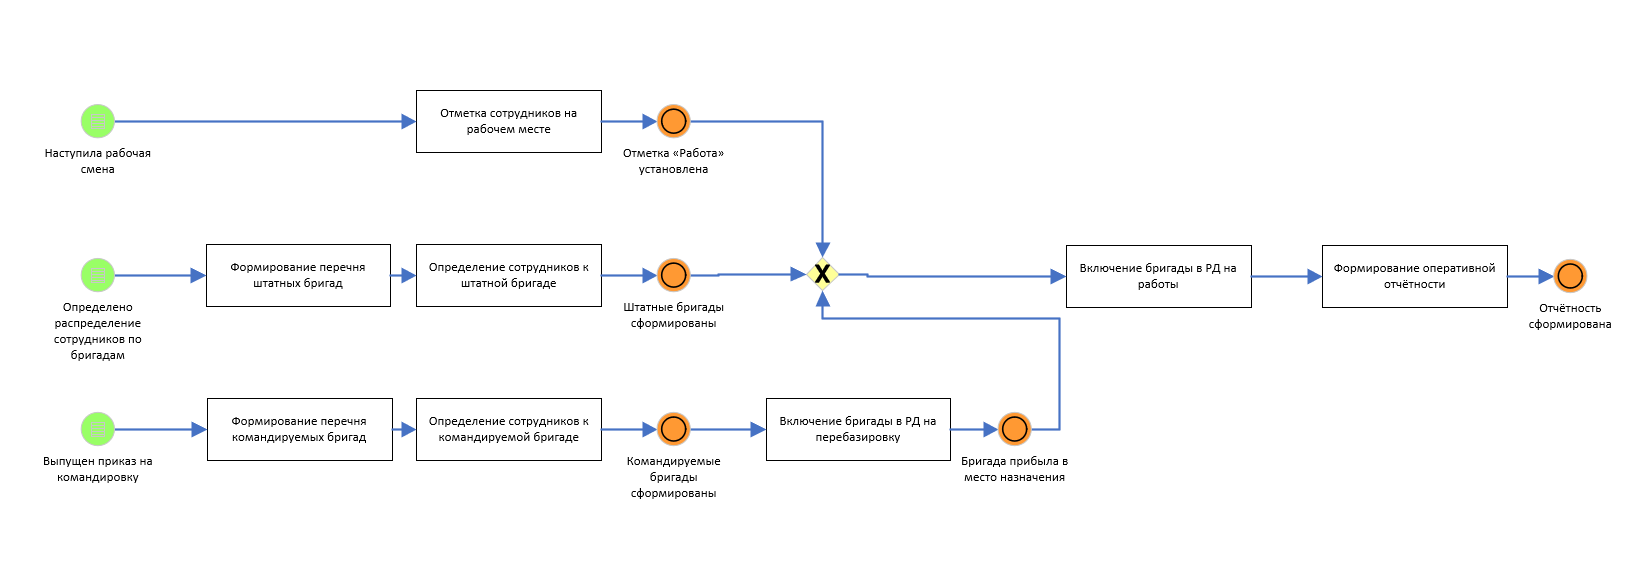 Отметка сотрудников на
рабочем месте
Наступила рабочая
смена
Отметка «Работа»
установлена
Формирование перечня
штатных бригад
Определение сотрудников к
штатной бригаде
X
Включение бригады в РД на
работы
Формирование оперативной
отчётности
Определено
распределение
сотрудников по
бригадам
Штатные бригады
сформированы
Отчётность
сформирована
Формирование перечня
командируемых бригад
Определение сотрудников к
командируемой бригаде
Включение бригады в РД на
перебазировку
Выпущен приказ на
командировку
Командируемые
бригады
сформированы
Бригада прибыла в
место назначения